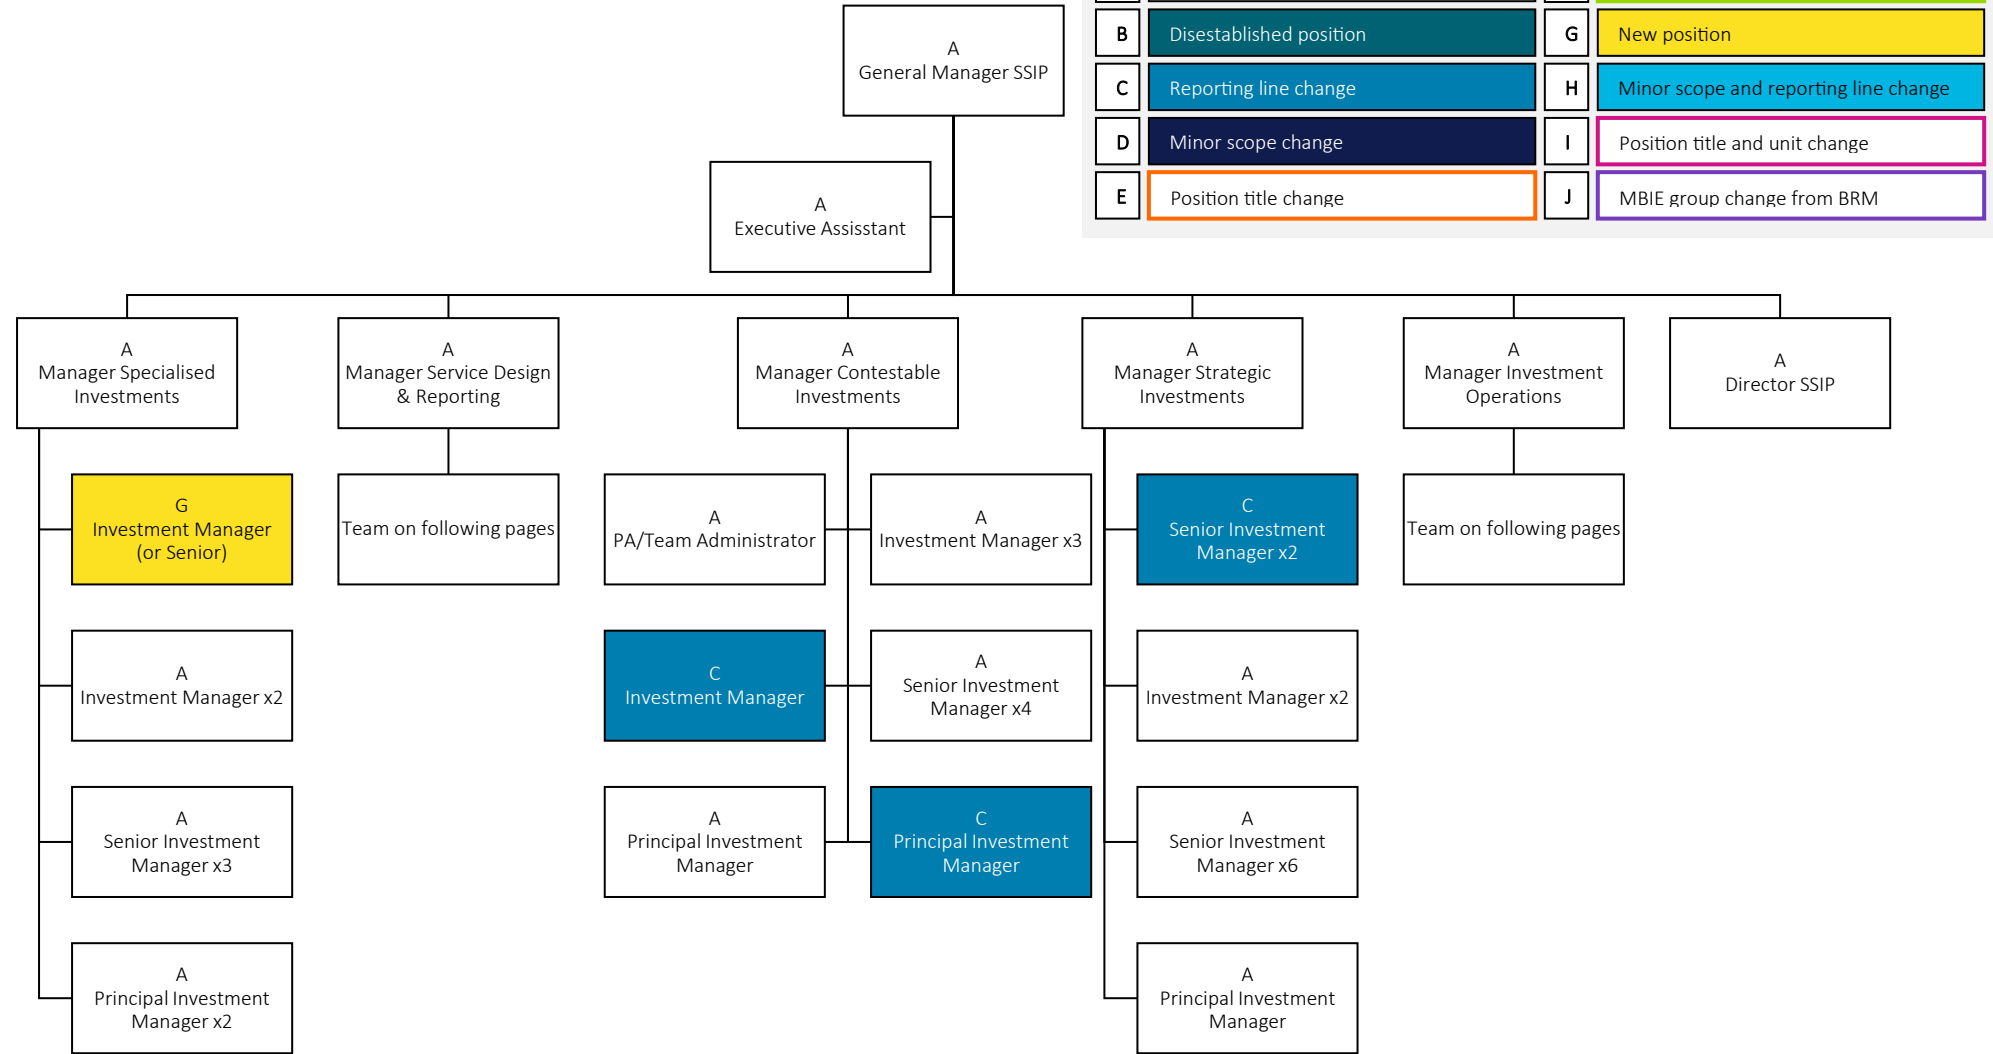 B
Disestablished position
G
New position
C
Reporting line change
H
Minor scope and reporting line change
D
Minor scope change
I
Position title and unit change
E
Position title change
J
MBIE group change from BRM
A
General Manager SSIP
A
Executive Assisstant
A
Manager Specialised
Investments
A
Manager Service Design
& Reporting
A
Manager Contestable
Investments
A
Manager Strategic
Investments
A
Manager Investment
Operations
A
Director SSIP
G
Investment Manager
(or Senior)
Team on following pages
A
PA/Team Administrator
A
Investment Manager x3
C
Senior Investment
Manager x2
Team on following pages
A
Investment Manager x2
C
Investment Manager
A
Senior Investment
Manager x4
A
Investment Manager x2
A
Senior Investment
Manager x3
A
Principal Investment
Manager
C
Principal Investment
Manager
A
Senior Investment
Manager x6
A
Principal Investment
Manager x2
A
Principal Investment
Manager